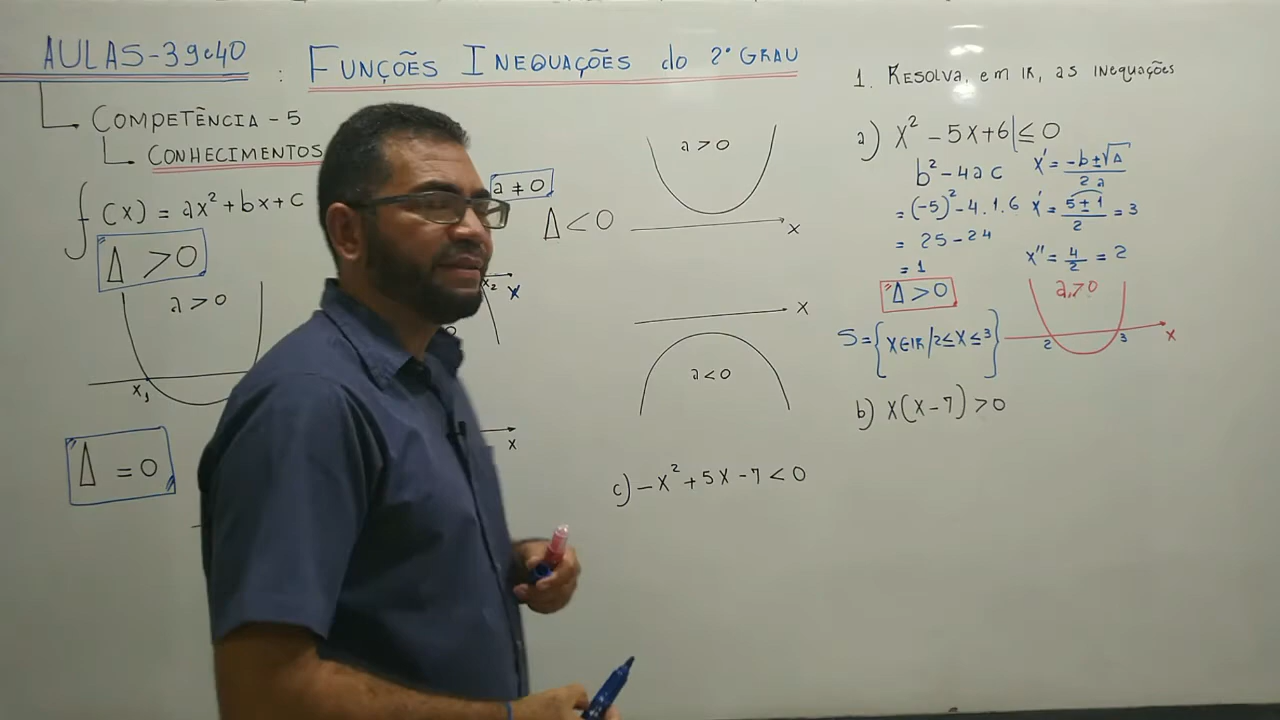 AULAS-39e40 : FUNÇÕES INEQUAÇÕES do 2° GRAU
COMPETÊNCIA - 5
CONHECIMENTOS
f(x) = ax²+bx+c
a ≠ 0
Δ > 0
a > 0
x₁
x₂
x
Δ = 0
x
Δ < 0
a > 0
x
x
a < 0
c) -x² + 5x - 7 < 0
1. RESOLVA, em IR, as inequações
a) x² - 5x+6 ≤ 0
b² - 4ac
= (-5)² - 4.1.6
= 25 - 24
= 1
"Δ > 0"
x' = -b±√Δ / 2a
x' = 5±1 / 2 = 3
x" = 4/2 = 2
a > 0
2 3 x
S = {x∈IR/2≤x≤3}
b) x(x-7) > 0